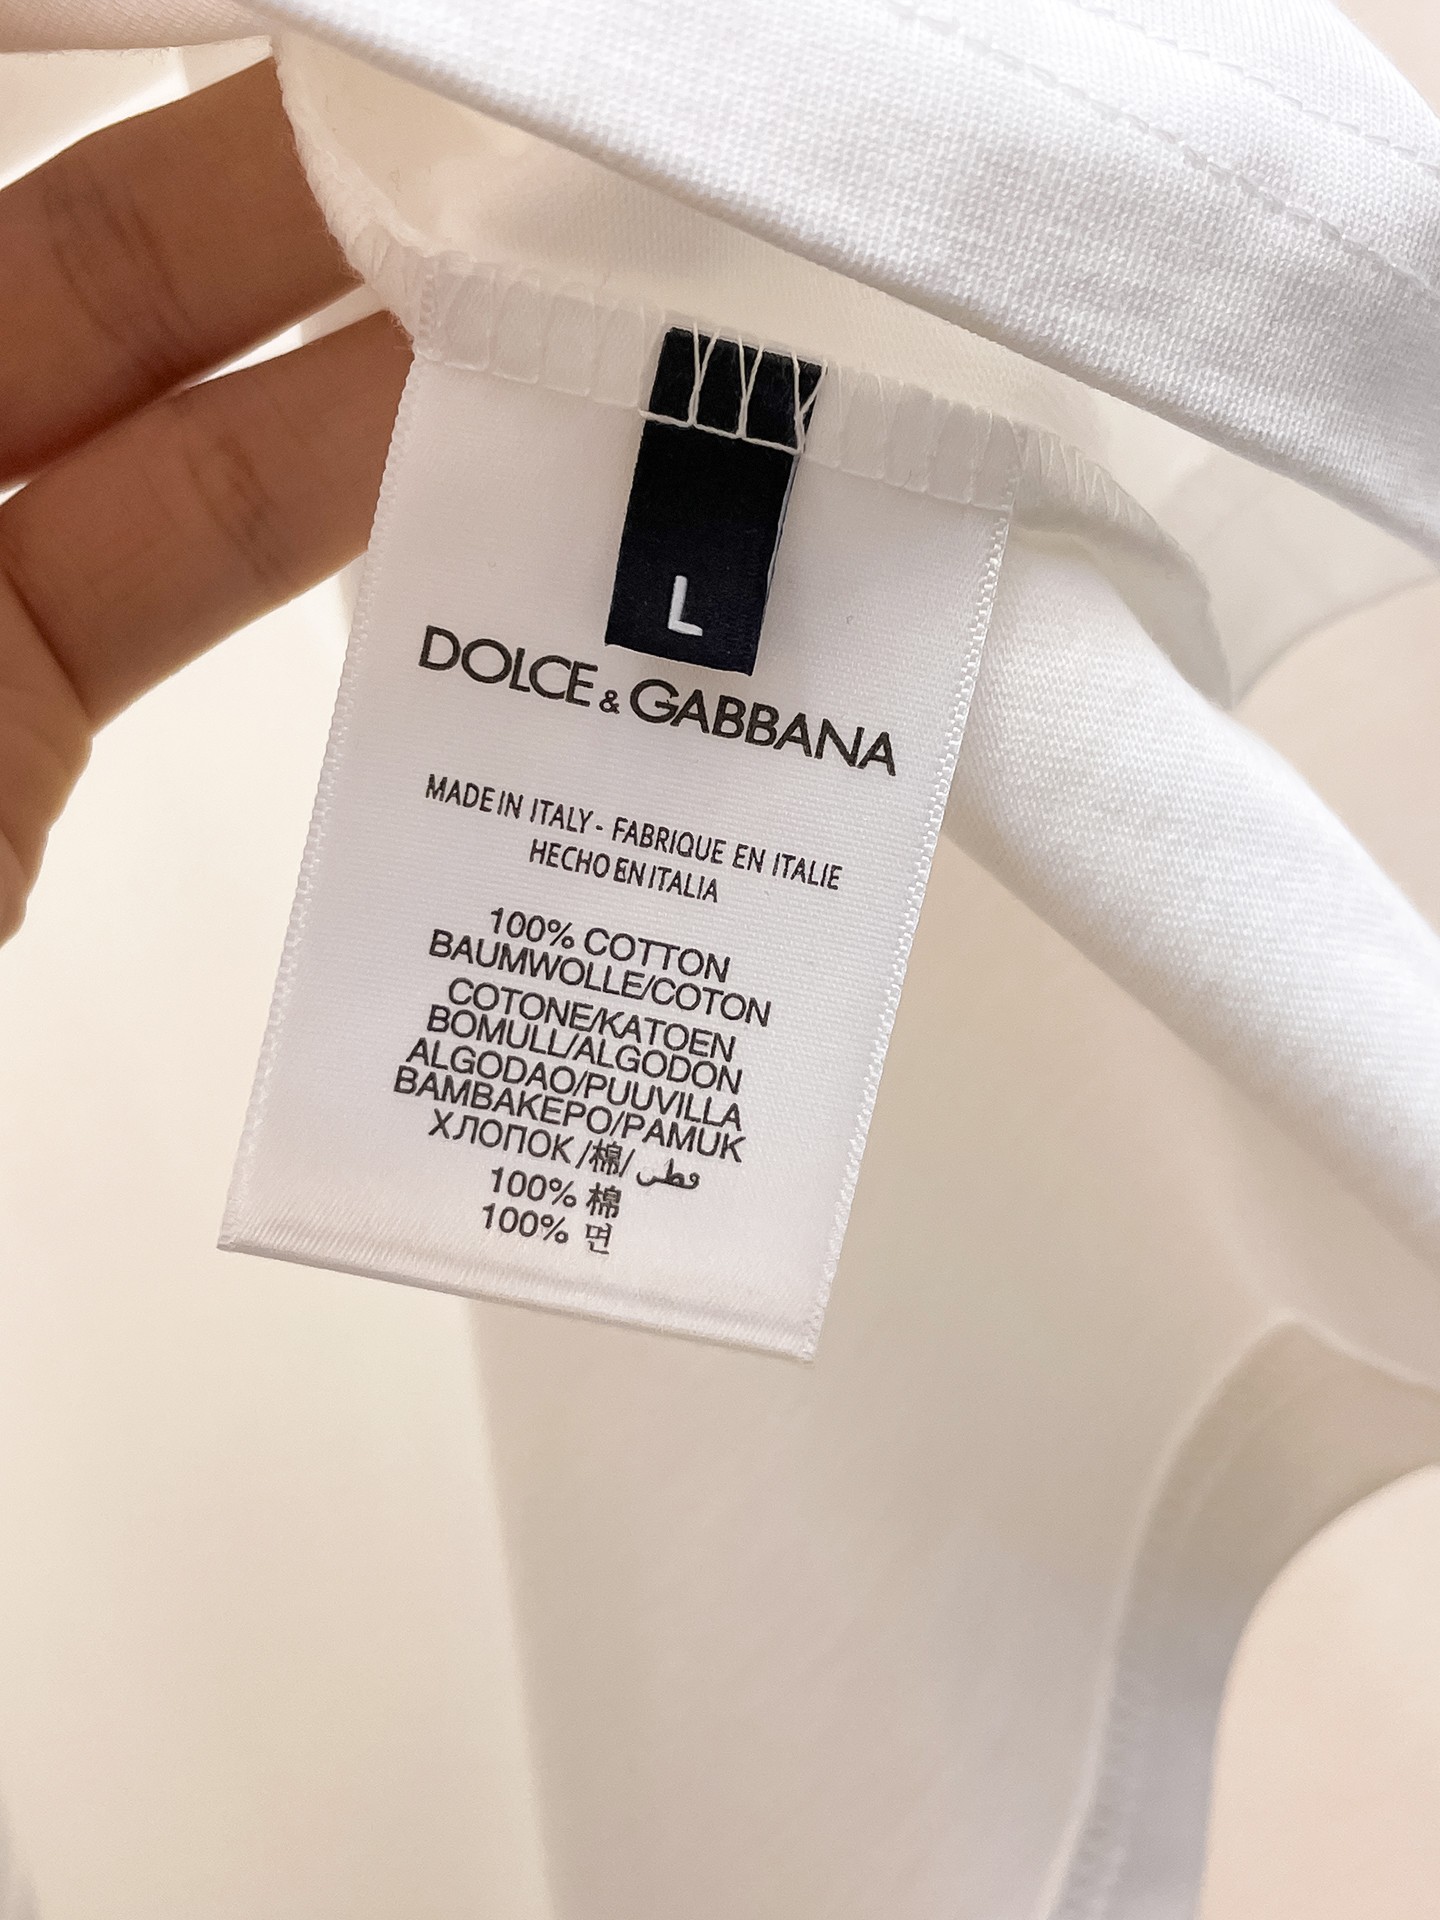 L
DOLCE & GABBANA
MADE IN ITALY - FABRIQUE EN ITALIE
HECHO EN ITALIA
100% COTTON
BAUMWOLLE/COTON
COTONE/KATOEN
BOMULL/ALGODON
ALGODAO/PUUVILLA
BAMBAKEPO/PAMUK
ХЛОПОК /棉/ قطن
100% 棉
100% 면